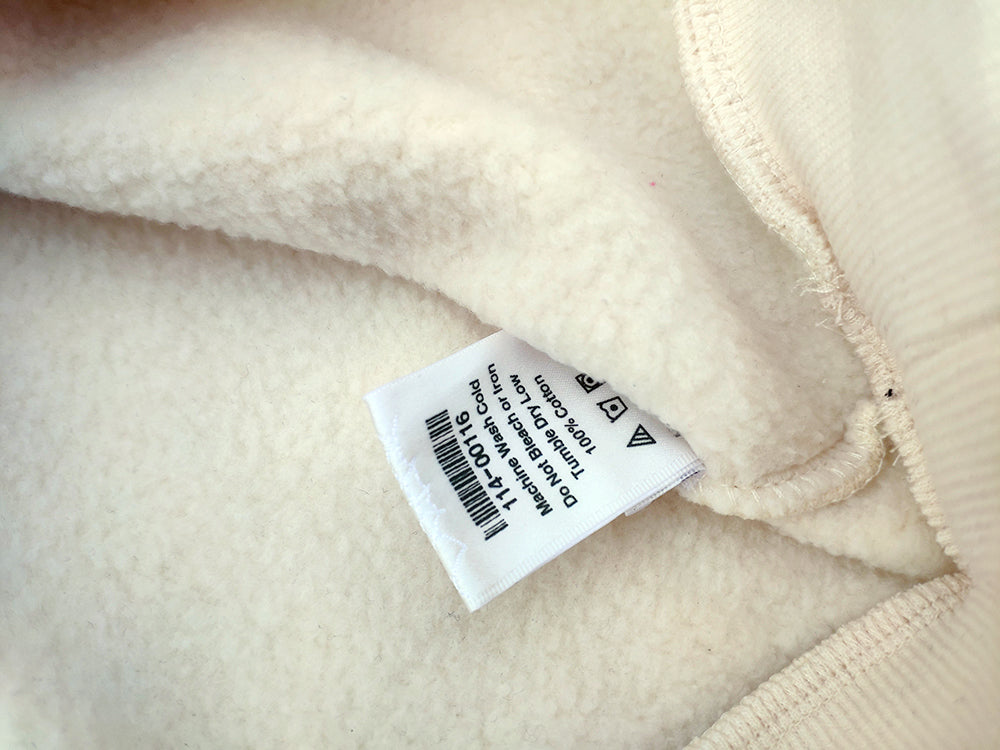 100% Cotton
Tumble Dry Low
Do Not Bleach or Iron
Machine Wash Cold
114-00116